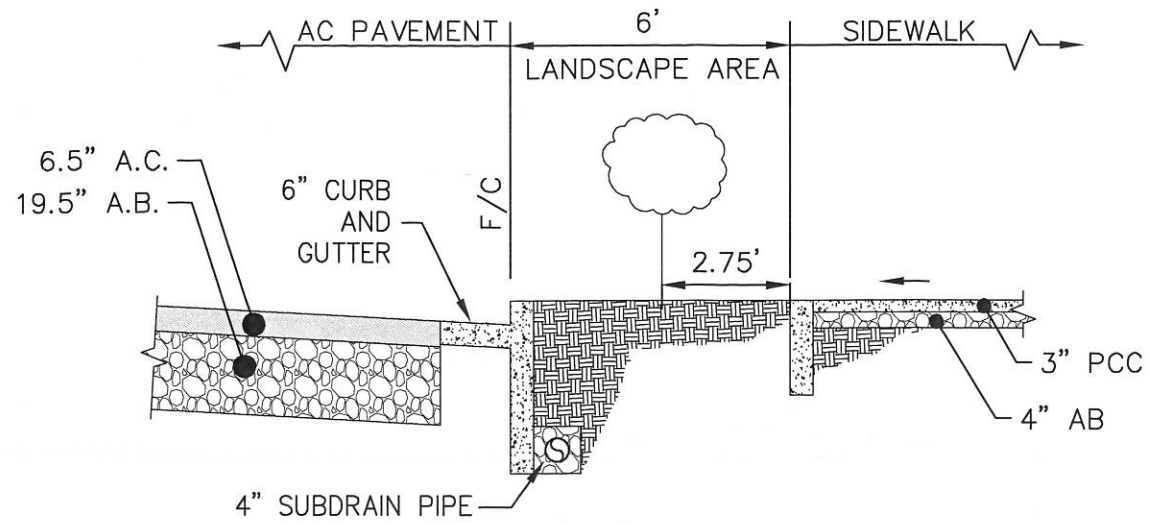 AC PAVEMENT
6'
SIDEWALK
LANDSCAPE AREA
6.5" A.C.
19.5" A.B.
6" CURB
AND
GUTTER
F/C
2.75'
3" PCC
4" AB
4" SUBDRAIN PIPE